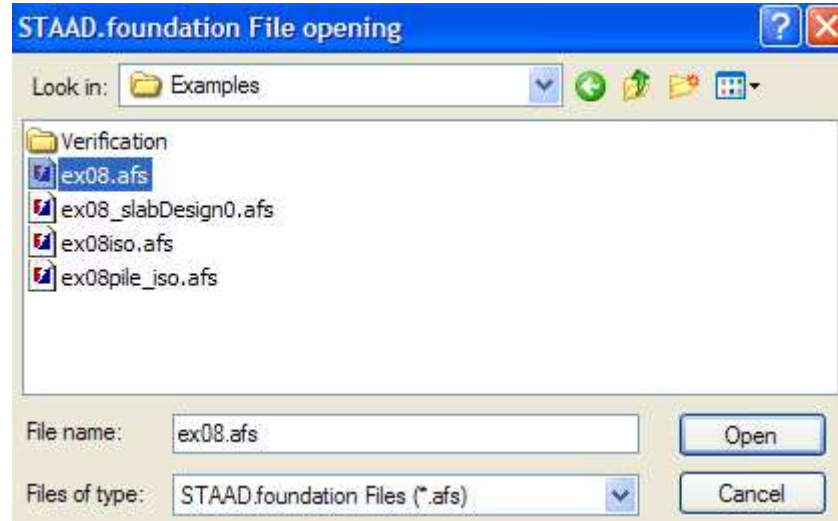 STAAD.foundation File opening
Look in: Examples
Verification
ex08.afs
ex08_slabDesign0.afs
ex08iso.afs
ex08pile_iso.afs
File name: ex08.afs Open
Files of type: STAAD.foundation Files (*.afs) Cancel